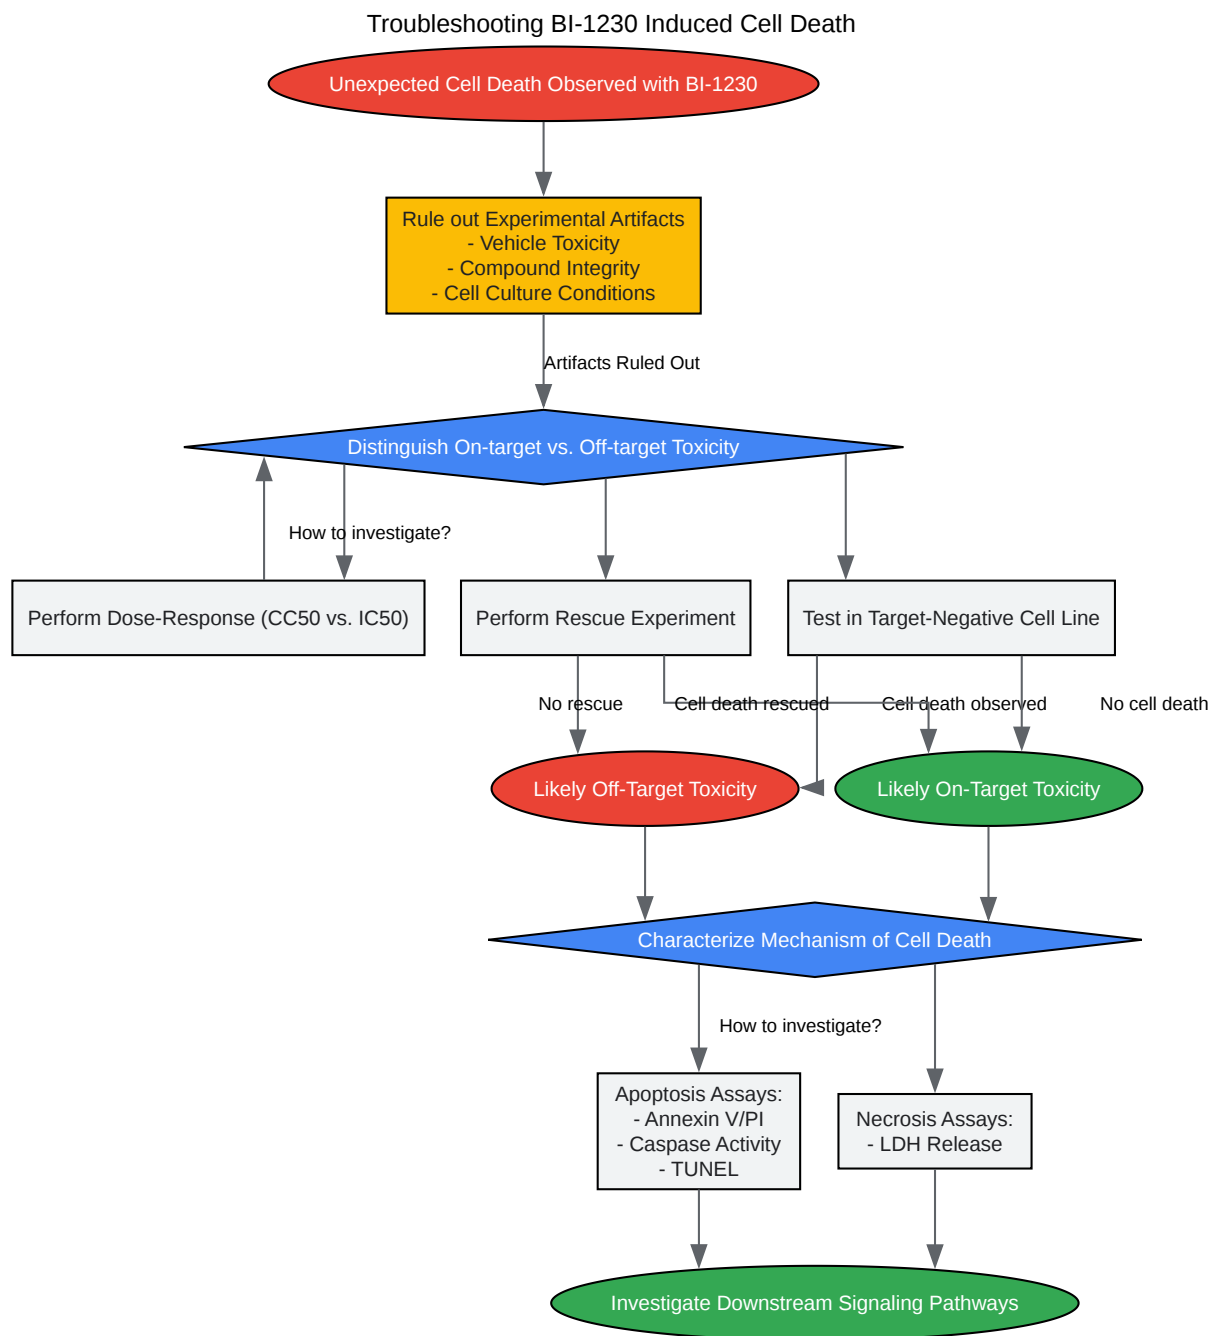 Troubleshooting BI-1230 Induced Cell Death
Unexpected Cell Death Observed with BI-1230
Rule out Experimental Artifacts
- Vehicle Toxicity
- Compound Integrity
- Cell Culture Conditions
Artifacts Ruled Out
Distinguish On-target vs. Off-target Toxicity
How to investigate?
Perform Dose-Response (CC50 vs. IC50)
Perform Rescue Experiment
Test in Target-Negative Cell Line
No rescue
Cell death rescued
Cell death observed
No cell death
Likely Off-Target Toxicity
Likely On-Target Toxicity
Characterize Mechanism of Cell Death
How to investigate?
Apoptosis Assays:
- Annexin V/PI
- Caspase Activity
- TUNEL
Necrosis Assays:
- LDH Release
Investigate Downstream Signaling Pathways